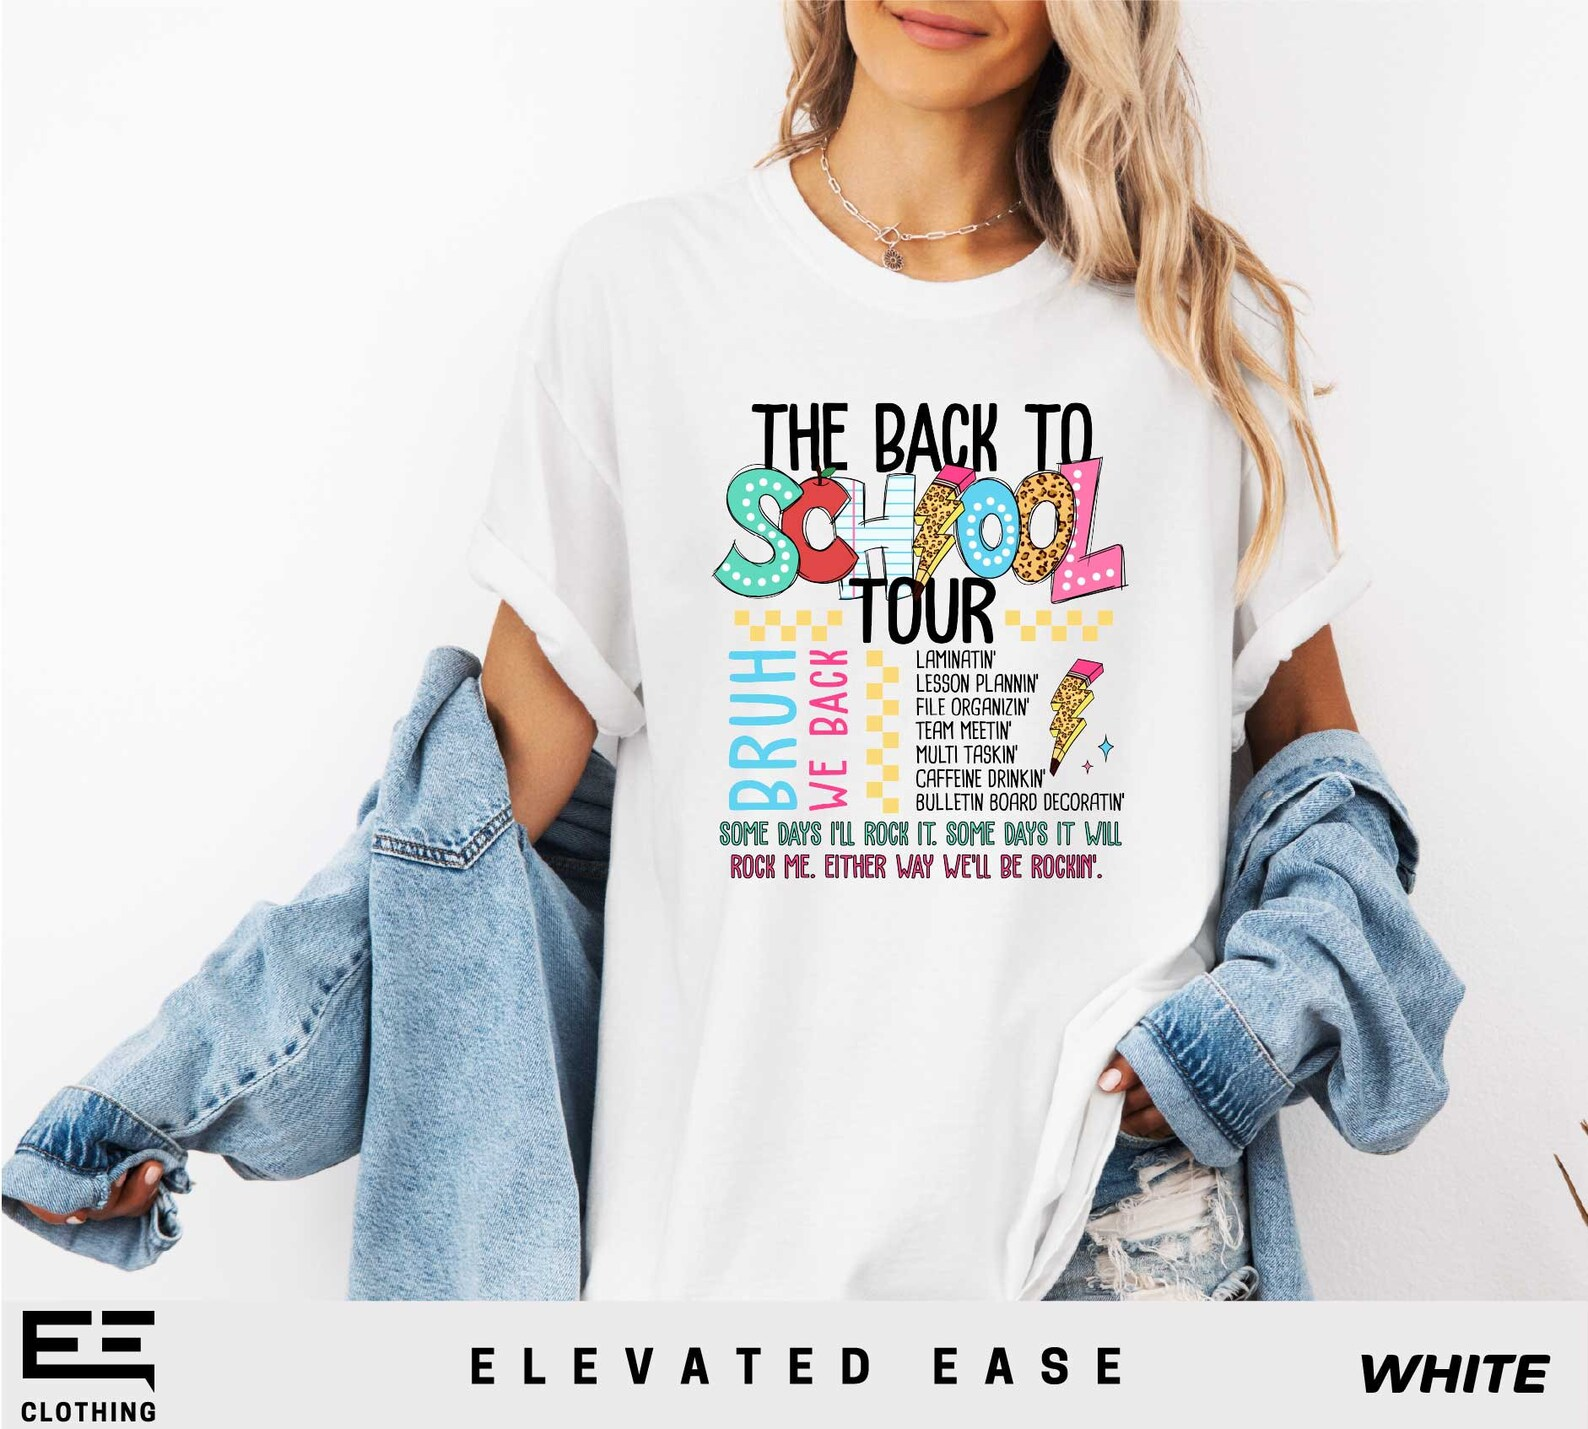 THE BACK TO
SCHOOL
TOUR
BRUH
WE BACK
LAMINATIN'
LESSON PLANNIN'
FILE ORGANIZIN'
TEAM MEETIN'
MULTI TASKIN'
CAFFEINE DRINKIN'
BULLETIN BOARD DECORATIN'
SOME DAYS I'LL ROCK IT. SOME DAYS IT WILL
ROCK ME. EITHER WAY WE'LL BE ROCKIN'.
EE
CLOTHING
ELEVATED EASE
WHITE